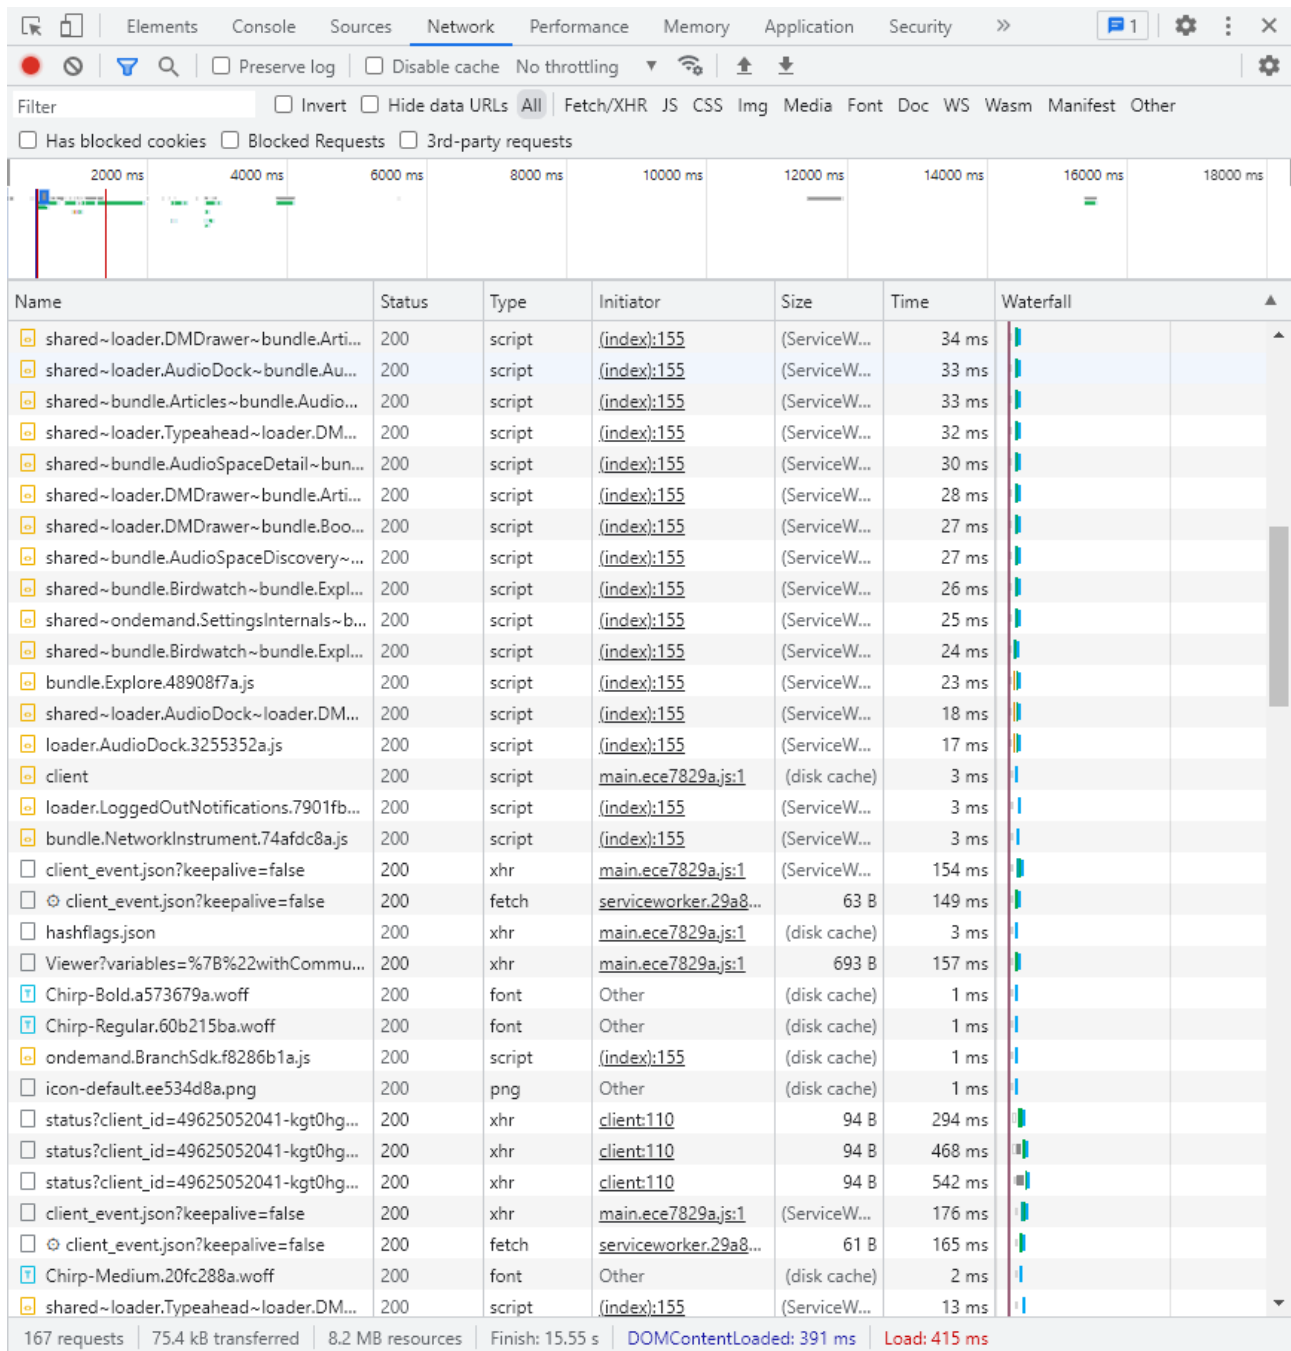 Elements Console Sources Network Performance Memory Application Security » 1
Preserve log Disable cache No throttling
Filter Invert Hide data URLs All Fetch/XHR JS CSS Img Media Font Doc WS Wasm Manifest Other
Has blocked cookies Blocked Requests 3rd-party requests
2000 ms 4000 ms 6000 ms 8000 ms 10000 ms 12000 ms 14000 ms 16000 ms 18000 ms
Name Status Type Initiator Size Time Waterfall
shared~loader.DMDrawer~bundle.Arti... 200 script (index):155 (ServiceW... 34 ms
shared~loader.AudioDock~bundle.Au... 200 script (index):155 (ServiceW... 33 ms
shared~bundle.Articles~bundle.Audio... 200 script (index):155 (ServiceW... 33 ms
shared~loader.Typeahead~loader.DM... 200 script (index):155 (ServiceW... 32 ms
shared~bundle.AudioSpaceDetail~bun... 200 script (index):155 (ServiceW... 30 ms
shared~loader.DMDrawer~bundle.Arti... 200 script (index):155 (ServiceW... 28 ms
shared~loader.DMDrawer~bundle.Boo... 200 script (index):155 (ServiceW... 27 ms
shared~bundle.AudioSpaceDiscovery~... 200 script (index):155 (ServiceW... 27 ms
shared~bundle.Birdwatch~bundle.Expl... 200 script (index):155 (ServiceW... 26 ms
shared~ondemand.SettingsInternals~b... 200 script (index):155 (ServiceW... 25 ms
shared~bundle.Birdwatch~bundle.Expl... 200 script (index):155 (ServiceW... 24 ms
bundle.Explore.48908f7a.js 200 script (index):155 (ServiceW... 23 ms
shared~loader.AudioDock~loader.DM... 200 script (index):155 (ServiceW... 18 ms
loader.AudioDock.3255352a.js 200 script (index):155 (ServiceW... 17 ms
client 200 script main.ece7829a.js:1 (disk cache) 3 ms
loader.LoggedOutNotifications.7901fb... 200 script (index):155 (ServiceW... 3 ms
bundle.NetworkInstrument.74afdc8a.js 200 script (index):155 (ServiceW... 3 ms
client_event.json?keepalive=false 200 xhr main.ece7829a.js:1 (ServiceW... 154 ms
client_event.json?keepalive=false 200 fetch serviceworker.29a8... 63 B 149 ms
hashflags.json 200 xhr main.ece7829a.js:1 (disk cache) 3 ms
Viewer?variables=%7B%22withCommu... 200 xhr main.ece7829a.js:1 693 B 157 ms
Chirp-Bold.a573679a.woff 200 font Other (disk cache) 1 ms
Chirp-Regular.60b215ba.woff 200 font Other (disk cache) 1 ms
ondemand.BranchSdk.f8286b1a.js 200 script (index):155 (disk cache) 1 ms
icon-default.ee534d8a.png 200 png Other (disk cache) 1 ms
status?client_id=49625052041-kgt0hg... 200 xhr client:110 94 B 294 ms
status?client_id=49625052041-kgt0hg... 200 xhr client:110 94 B 468 ms
status?client_id=49625052041-kgt0hg... 200 xhr client:110 94 B 542 ms
client_event.json?keepalive=false 200 xhr main.ece7829a.js:1 (ServiceW... 176 ms
client_event.json?keepalive=false 200 fetch serviceworker.29a8... 61 B 165 ms
Chirp-Medium.20fc288a.woff 200 font Other (disk cache) 2 ms
shared~loader.Typeahead~loader.DM... 200 script (index):155 (ServiceW... 13 ms
167 requests 75.4 kB transferred 8.2 MB resources Finish: 15.55 s DOMContentLoaded: 391 ms Load: 415 ms